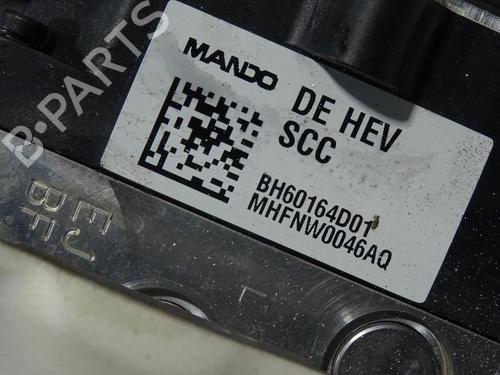 MANDO
DE HEV
SCC
BH60164D01
MHFNW0046AQ
EJ
BF
L
B-PARTS